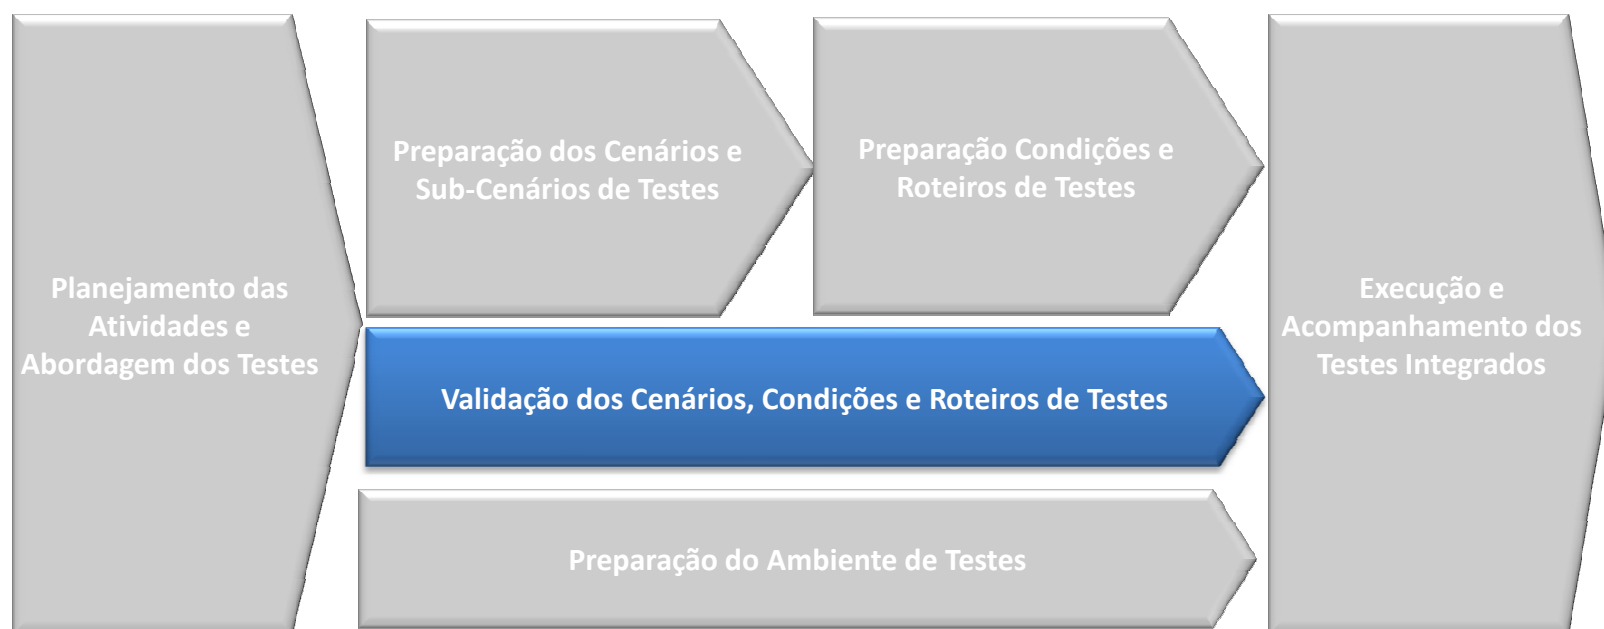 Planejamento das
Atividades e
Abordagem dos Testes
Preparação dos Cenários e
Sub-Cenários de Testes
Preparação Condições e
Roteiros de Testes
Validação dos Cenários, Condições e Roteiros de Testes
Preparação do Ambiente de Testes
Execução e
Acompanhamento dos
Testes Integrados